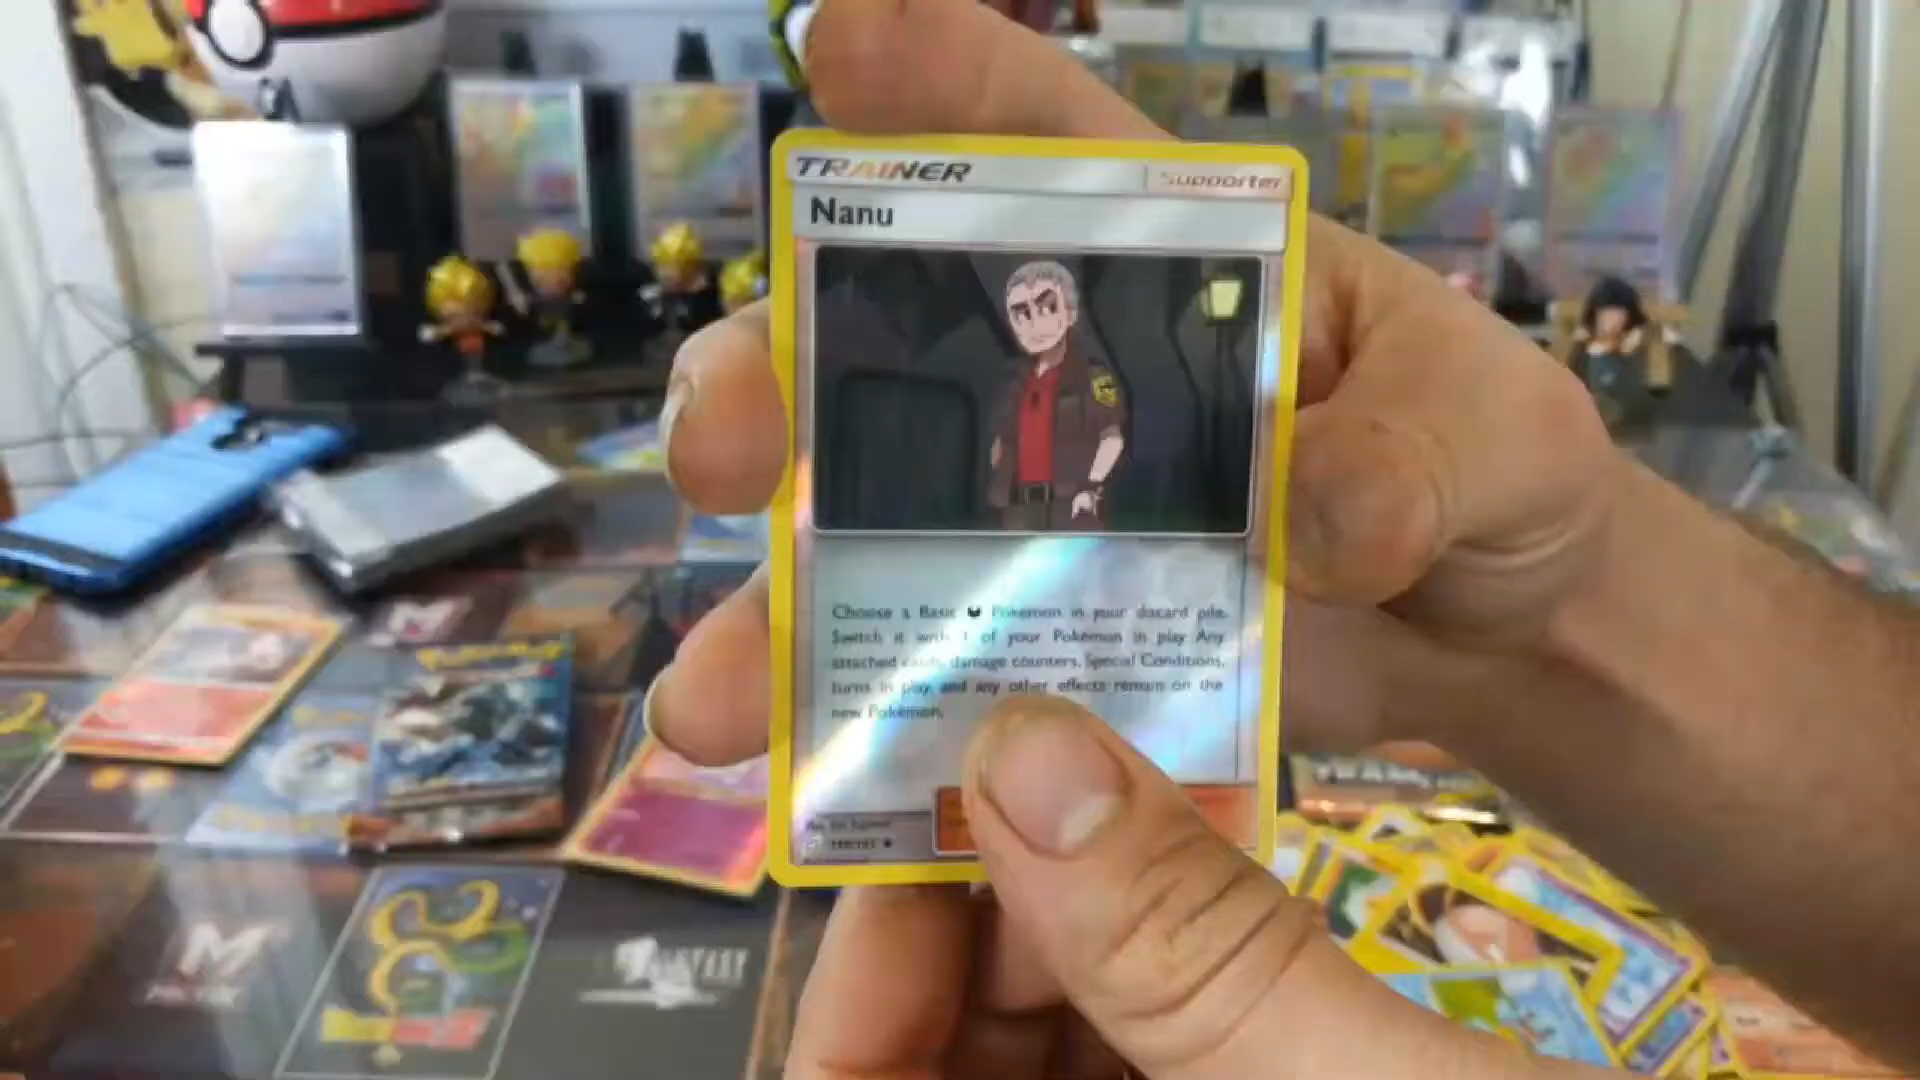 TRAINER
Supporter
Nanu
Choose a Basic Pokémon in your discard pile.
Switch it with 1 of your Pokémon in play. Any
attached cards, damage counters, Special Conditions,
turns in play, and any other effects remain on the
new Pokémon.